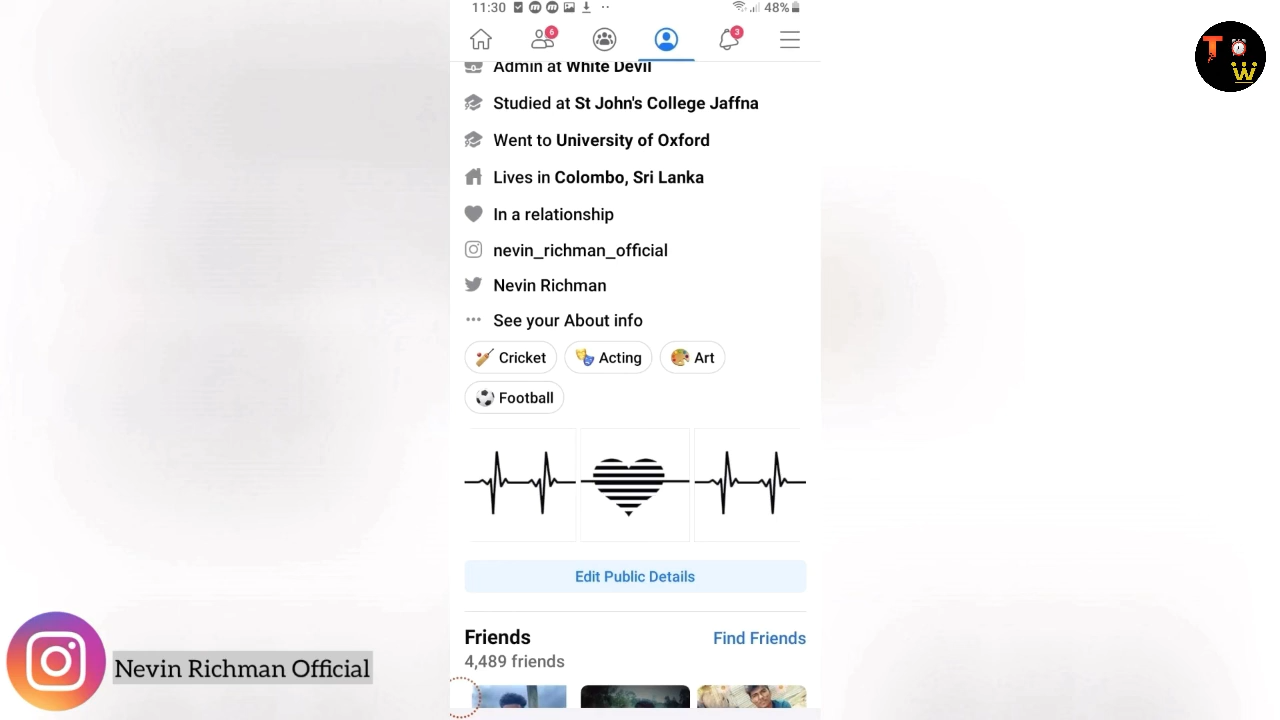 11:30 48%
6 3
Admin at White Devil
Studied at St John's College Jaffna
Went to University of Oxford
Lives in Colombo, Sri Lanka
In a relationship
nevin_richman_official
Nevin Richman
See your About info
Cricket Acting Art
Football
Edit Public Details
Friends Find Friends
4,489 friends
T W
Nevin Richman Official